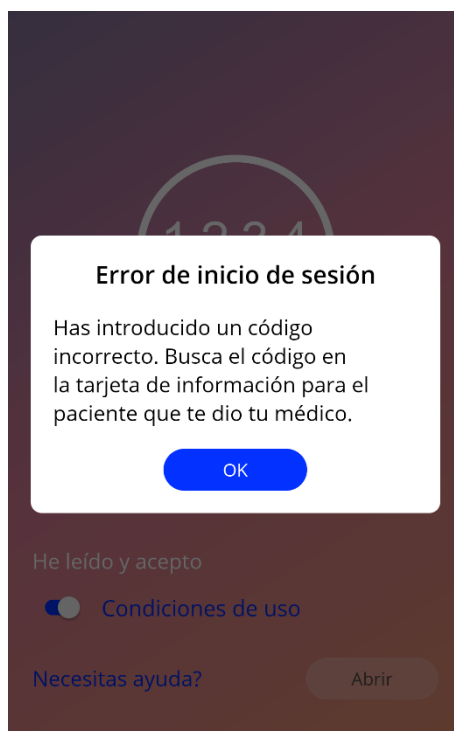 1234
Error de inicio de sesión
Has introducido un código
incorrecto. Busca el código en
la tarjeta de información para el
paciente que te dio tu médico.
OK
He leído y acepto
Condiciones de uso
Necesitas ayuda?
Abrir